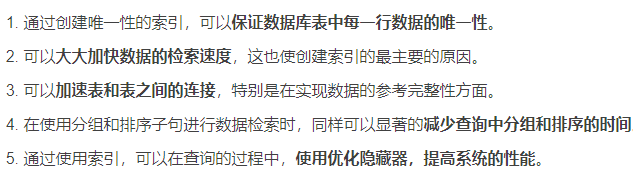 1. 通过创建唯一性的索引，可以保证数据库表中每一行数据的唯一性。
2. 可以大大加快数据的检索速度，这也使创建索引的最主要的原因。
3. 可以加速表和表之间的连接，特别是在实现数据的参考完整性方面。
4. 在使用分组和排序子句进行数据检索时，同样可以显著的减少查询中分组和排序的时间
5. 通过使用索引，可以在查询的过程中，使用优化隐藏器，提高系统的性能。